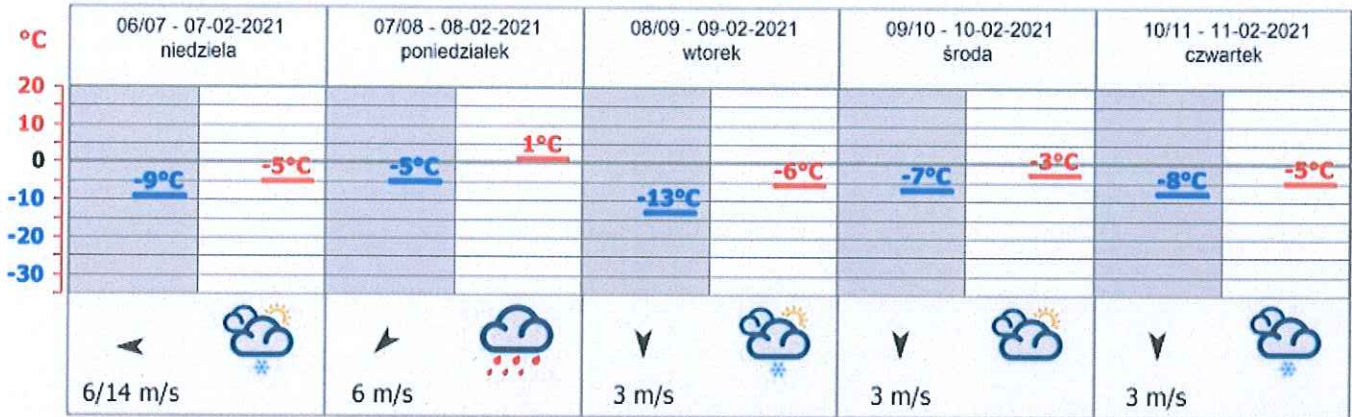 °C
06/07 - 07-02-2021
niedziela
07/08 - 08-02-2021
poniedziałek
08/09 - 09-02-2021
wtorek
09/10 - 10-02-2021
środa
10/11 - 11-02-2021
czwartek
20
10
0
-10
-20
-30
-9°C
-5°C
-5°C
1°C
-13°C
-6°C
-7°C
-3°C
-8°C
-5°C
6/14 m/s
6 m/s
3 m/s
3 m/s
3 m/s